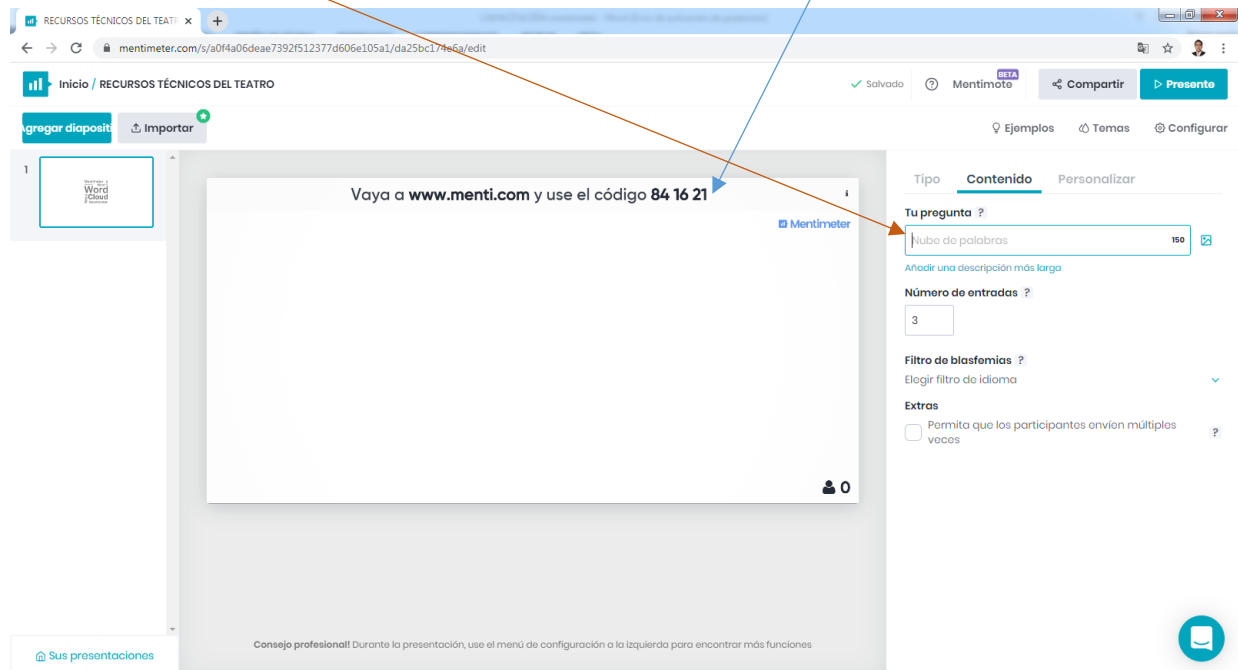 RECURSOS TÉCNICOS DEL TEATR
mentimeter.com/s/a0f4a06deae7392f512377d606e105a1/da25bc174e6a/edit
Inicio / RECURSOS TÉCNICOS DEL TEATRO
Salvado
Mentimote
BETA
Compartir
Presente
Agregar diapositi
Importar
Ejemplos
Temas
Configurar
1
Word
Cloud
Vaya a www.menti.com y use el código 84 16 21
Mentimeter
0
Tipo
Contenido
Personalizar
Tu pregunta ?
Nube de palabras
150
Añadir una descripción más larga
Número de entradas ?
3
Filtro de blasfemias ?
Elegir filtro de idioma
Extras
Permita que los participantes envíen múltiples
veces
?
Consejo profesional! Durante la presentación, use el menú de configuración a la izquierda para encontrar más funciones
Sus presentaciones